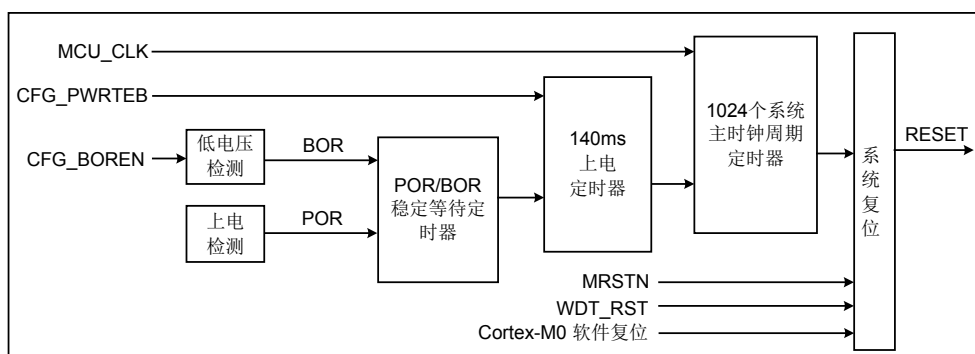 MCU_CLK
CFG_PWRTEB
CFG_BOREN
低电压
检测
BOR
上电
检测
POR
POR/BOR
稳定等待定
时器
140ms
上电
定时器
1024个系统
主时钟周期
定时器
系
统
复
位
RESET
MRSTN
WDT_RST
Cortex-M0 软件复位